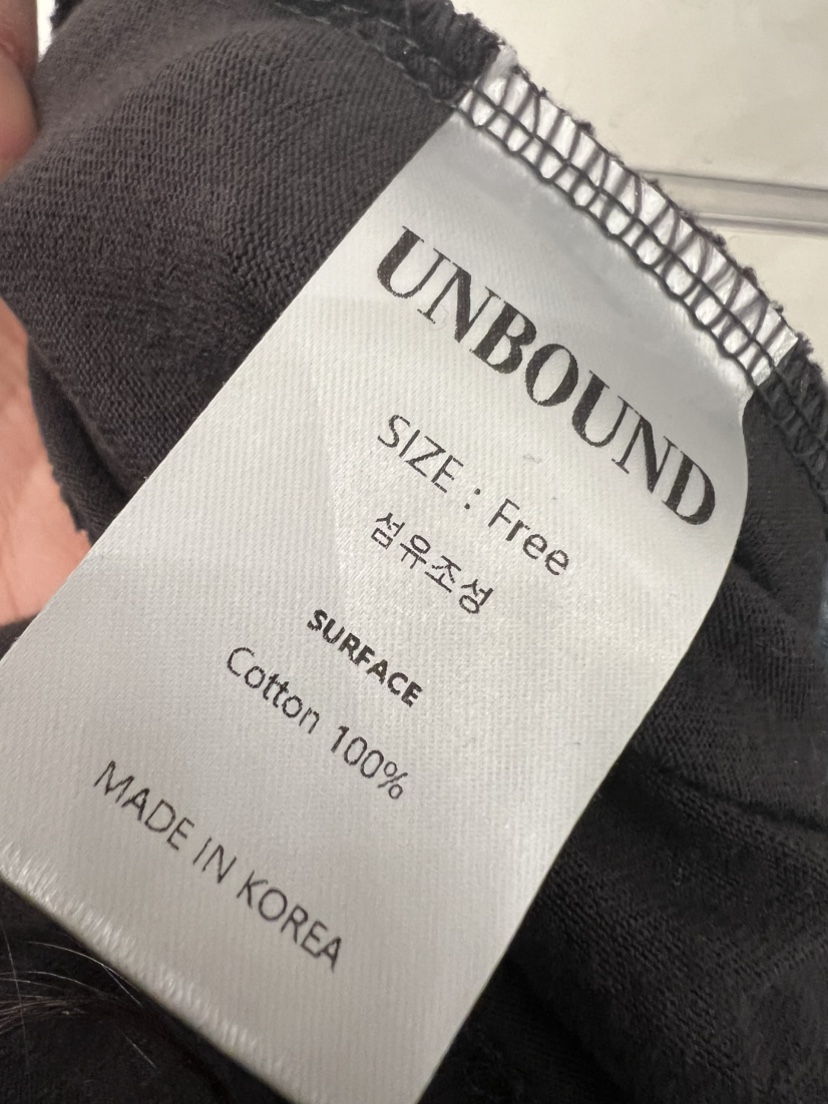 UNBOUND
SIZE : Free
섬유조성
SURFACE
Cotton 100%
MADE IN KOREA